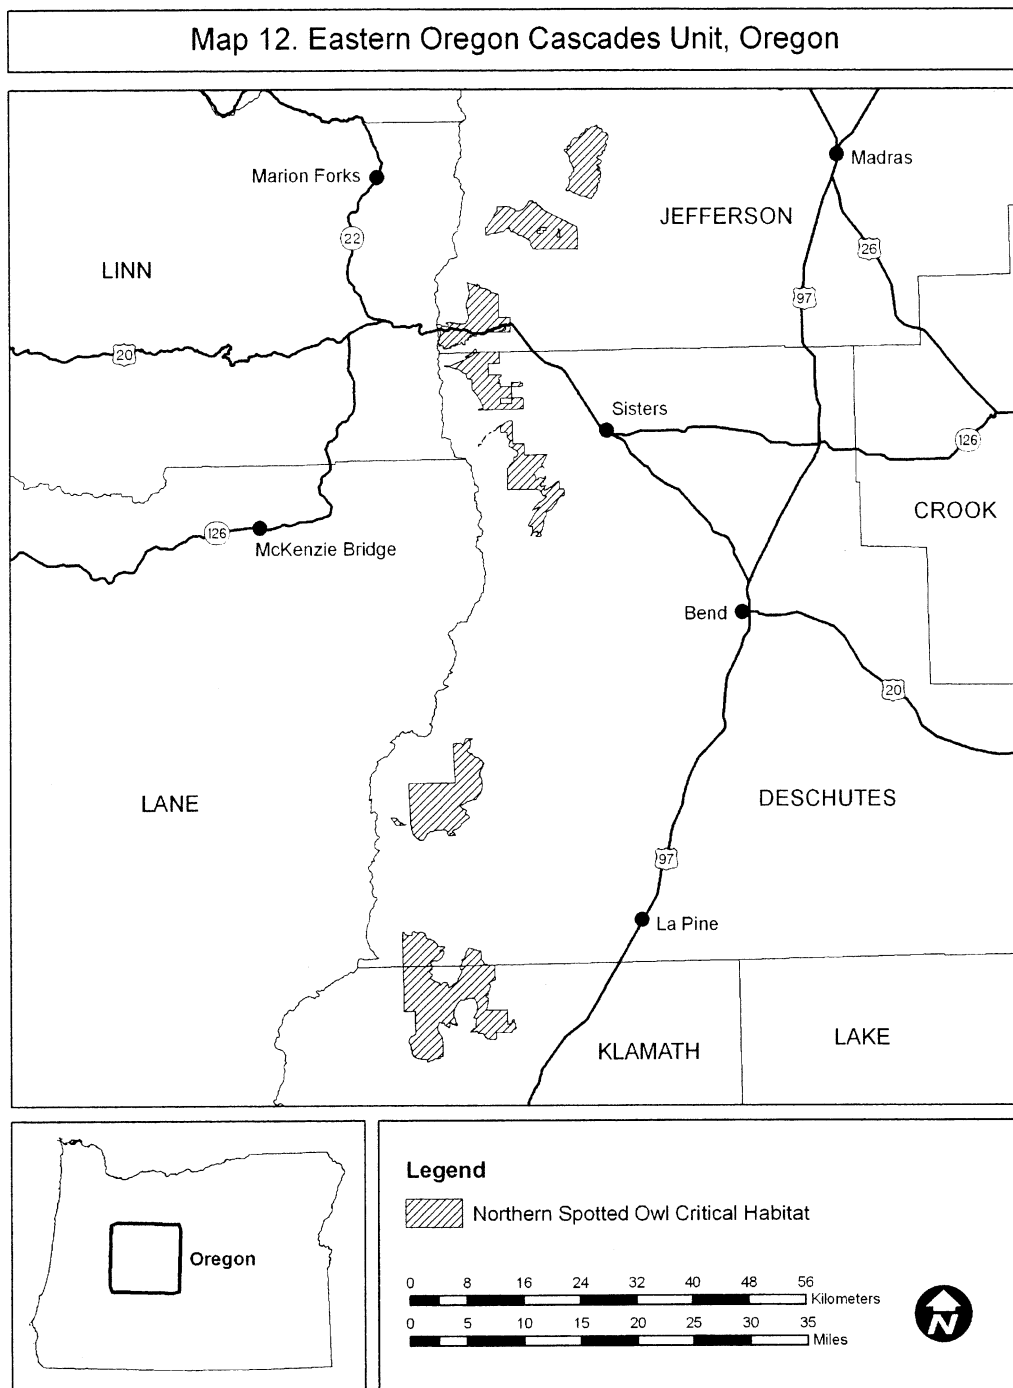 Map 12. Eastern Oregon Cascades Unit, Oregon
Madras
Marion Forks
JEFFERSON
22
26
LINN
97
20
Sisters
126
CROOK
126
McKenzie Bridge
Bend
20
LANE
DESCHUTES
97
La Pine
KLAMATH
LAKE
Legend
Northern Spotted Owl Critical Habitat
Oregon
0 8 16 24 32 40 48 56
Kilometers
0 5 10 15 20 25 30 35
Miles
N